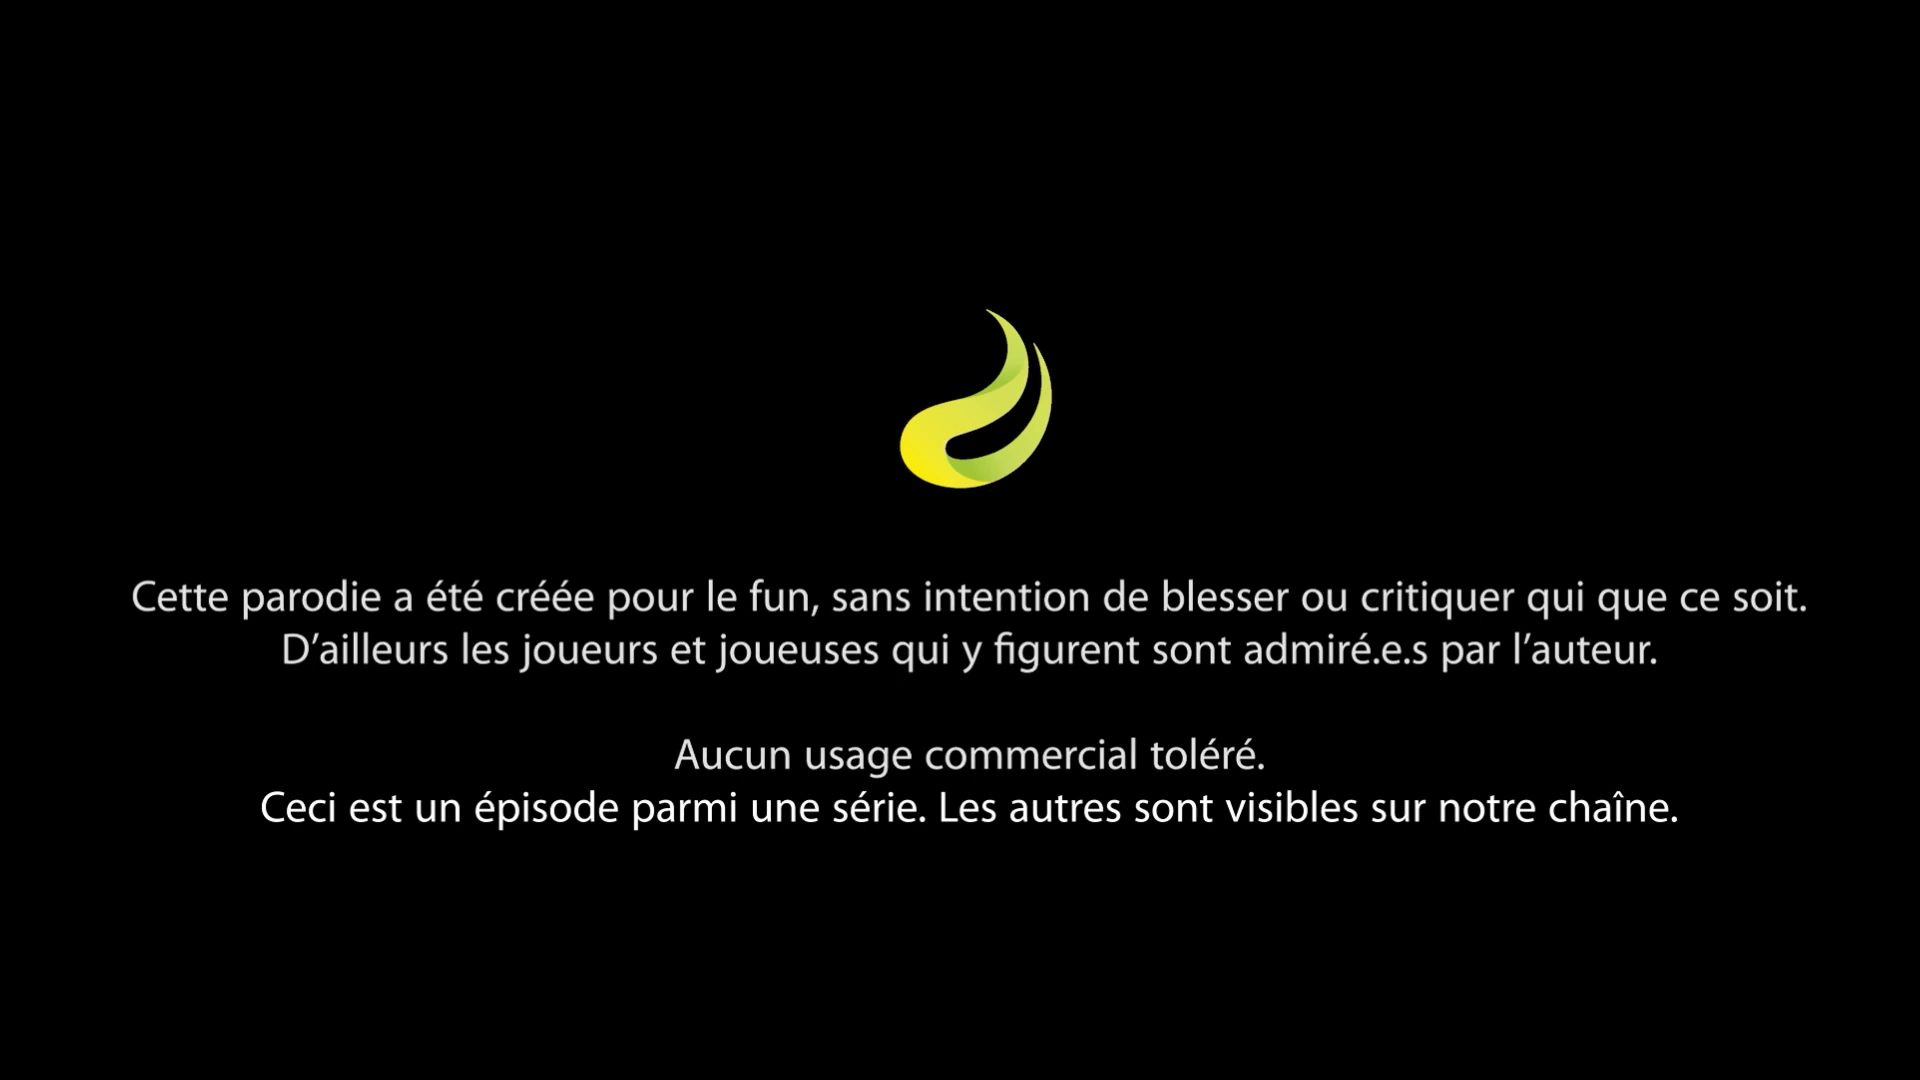 Cette parodie a été créée pour le fun, sans intention de blesser ou critiquer qui que ce soit.
D’ailleurs les joueurs et joueuses qui y figurent sont admiré.e.s par l’auteur.
Aucun usage commercial toléré.
Ceci est un épisode parmi une série. Les autres sont visibles sur notre chaîne.